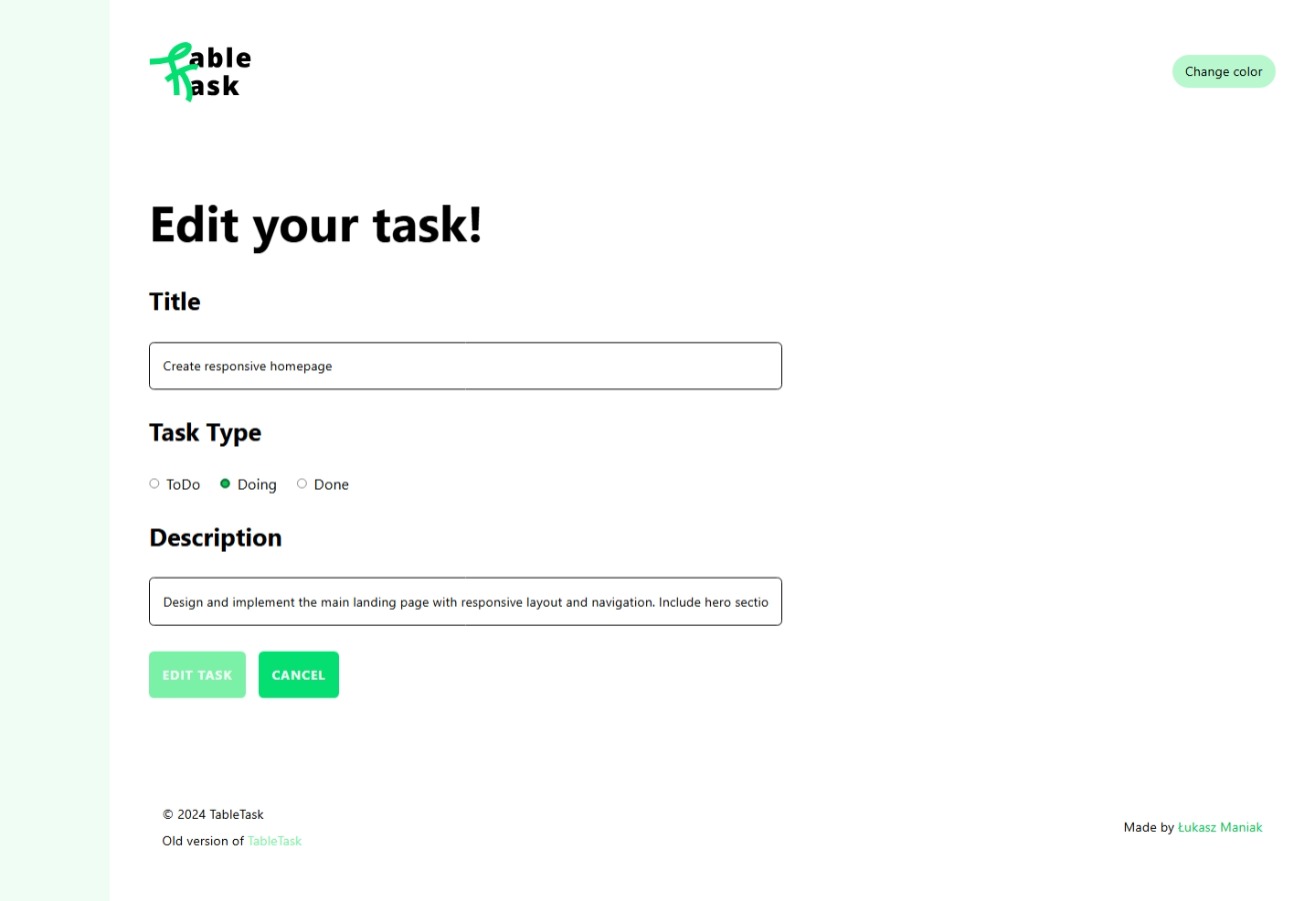 Table
Task
Change color
Edit your task!
Title
Create responsive homepage
Task Type
ToDo Doing Done
Description
Design and implement the main landing page with responsive layout and navigation. Include hero sectio
EDIT TASK CANCEL
© 2024 TableTask
Old version of TableTask
Made by Łukasz Maniak